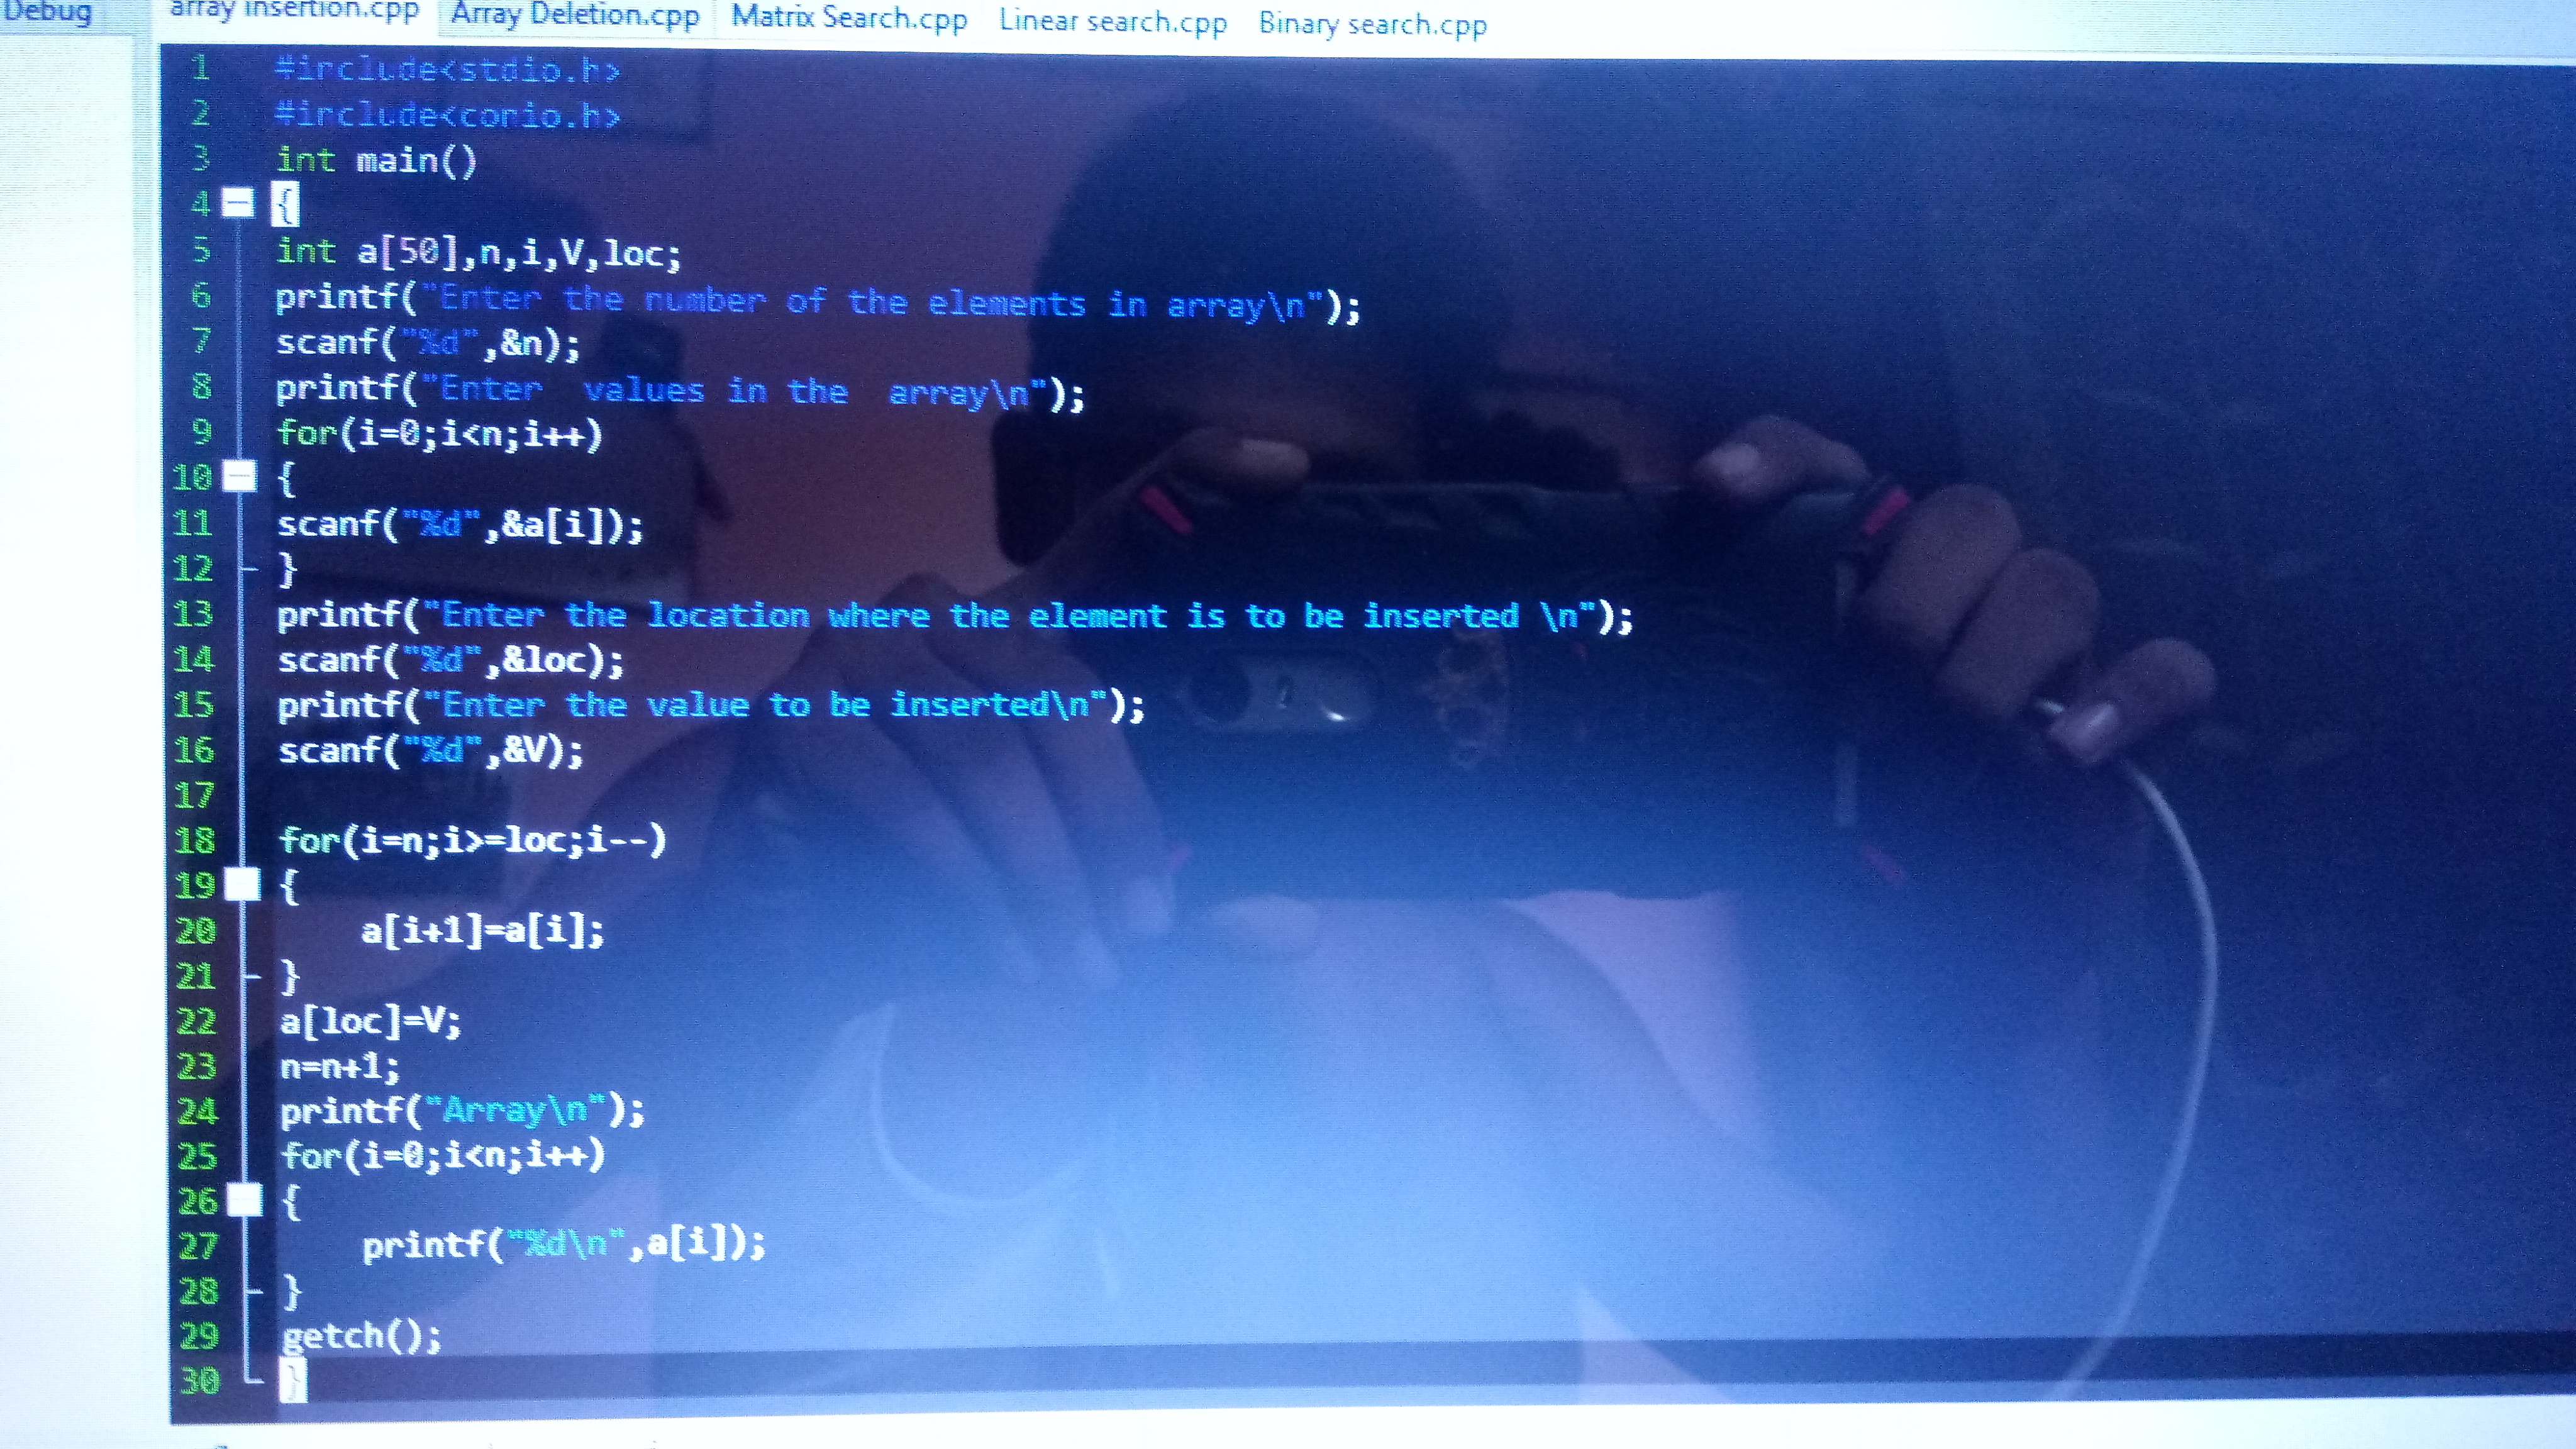 Debug
array insertion.cpp Array Deletion.cpp Matrix Search.cpp Linear search.cpp Binary search.cpp
1 #include<stdio.h>
2 #include<conio.h>
3 int main()
4 {
5 int a[50],n,i,V,loc;
6 printf("Enter the number of the elements in array\n");
7 scanf("%d",&n);
8 printf("Enter  values in the  array\n");
9 for(i=0;i<n;i++)
10 {
11 scanf("%d",&a[i]);
12 }
13 printf("Enter the location where the element is to be inserted \n");
14 scanf("%d",&loc);
15 printf("Enter the value to be inserted\n");
16 scanf("%d",&V);
17
18 for(i=n;i>=loc;i--)
19 {
20     a[i+1]=a[i];
21 }
22 a[loc]=V;
23 n=n+1;
24 printf("Array\n");
25 for(i=0;i<n;i++)
26 {
27     printf("%d\n",a[i]);
28 }
29 getch();
30 }